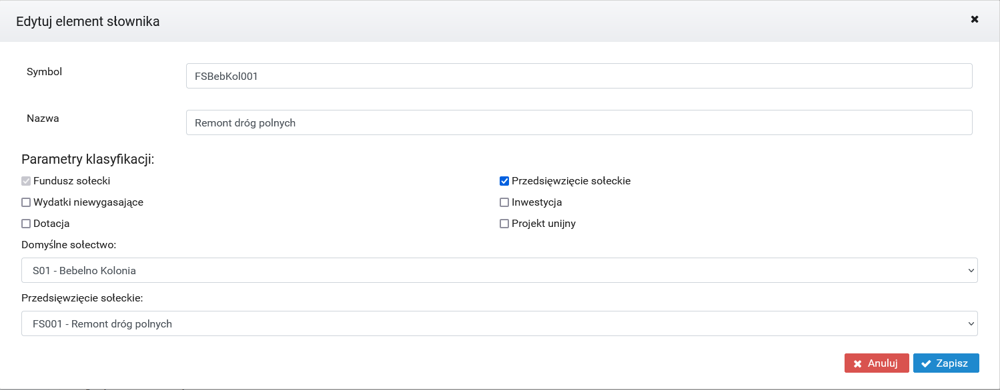 Edytuj element słownika
Symbol
FSBebKol001
Nazwa
Remont dróg polnych
Parametry klasyfikacji:
Fundusz sołecki
Przedsięwzięcie sołeckie
Wydatki niewygasające
Inwestycja
Dotacja
Projekt unijny
Domyślne sołectwo:
S01 - Bebelno Kolonia
Przedsięwzięcie sołeckie:
FS001 - Remont dróg polnych
Anuluj
Zapisz